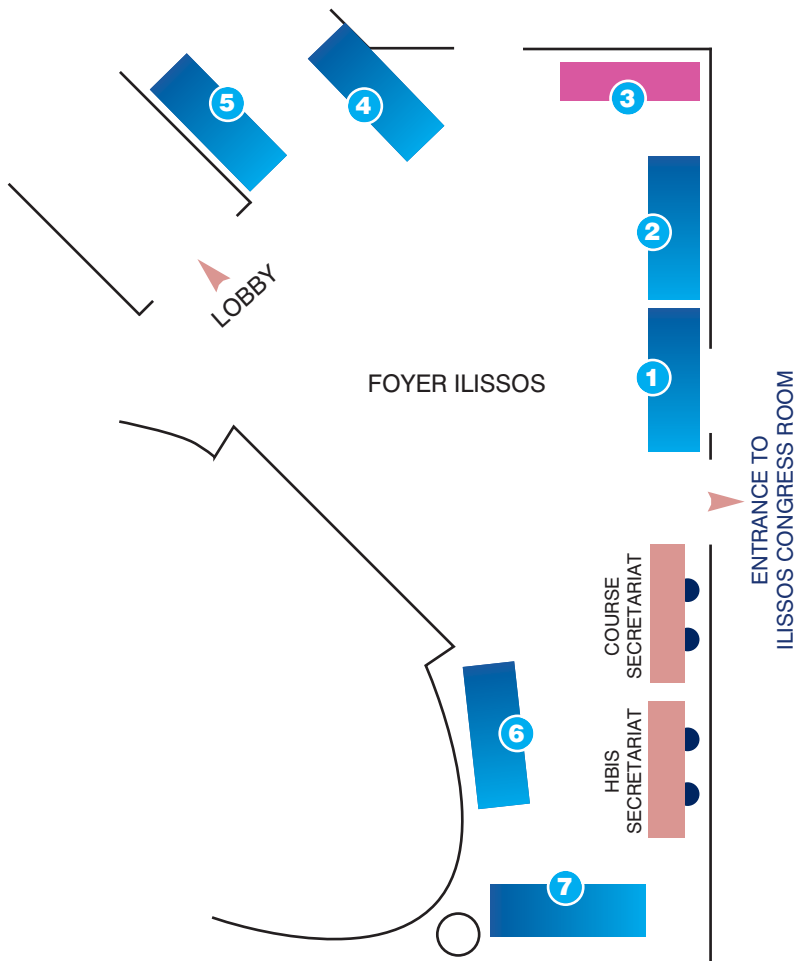 5
4
3
2
LOBBY
FOYER ILISSOS
1
ENTRANCE TO
ILISSOS CONGRESS ROOM
COURSE
SECRETARIAT
6
HBIS
SECRETARIAT
7